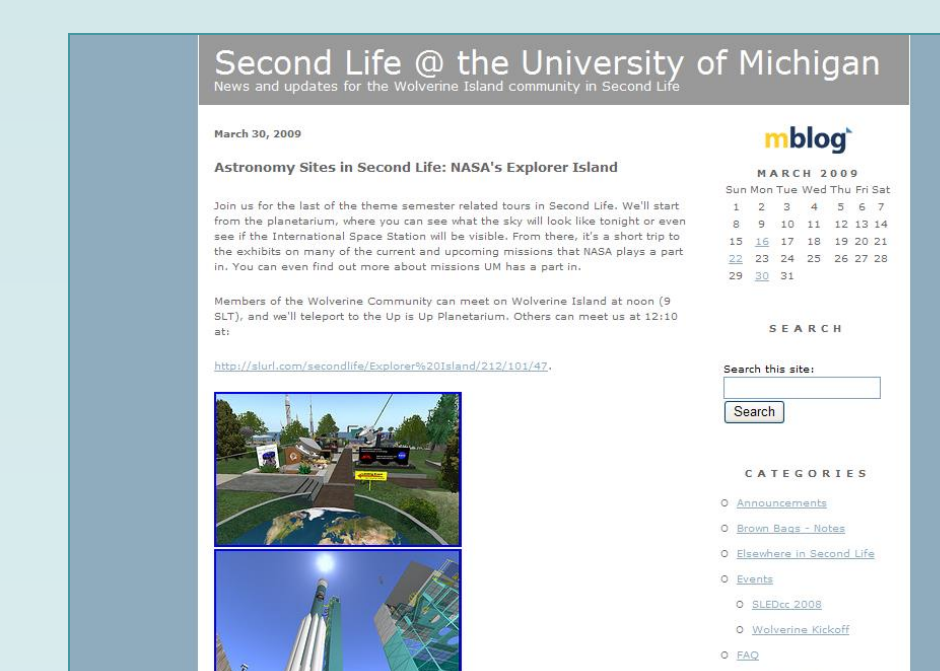 Second Life @ the University of Michigan
News and updates for the Wolverine Island community in Second Life
March 30, 2009
Astronomy Sites in Second Life: NASA's Explorer Island
Join us for the last of the theme semester related tours in Second Life. We'll start
from the planetarium, where you can see what the sky will look like tonight or even
see if the International Space Station will be visible. From there, it's a short trip to
the exhibits on many of the current and upcoming missions that NASA plays a part
in. You can even find out more about missions UM has a part in.
Members of the Wolverine Community can meet on Wolverine Island at noon (9
SLT), and we'll teleport to the Up is Up Planetarium. Others can meet us at 12:10
at:
http://slurl.com/secondlife/Explorer%20Island/212/101/47.
mblog
MARCH 2009
Sun Mon Tue Wed Thu Fri Sat
1 2 3 4 5 6 7
8 9 10 11 12 13 14
15 16 17 18 19 20 21
22 23 24 25 26 27 28
29 30 31
SEARCH
Search this site:
Search
CATEGORIES
Announcements
Brown Bags - Notes
Elsewhere in Second Life
Events
SLEDcc 2008
Wolverine Kickoff
FAQ